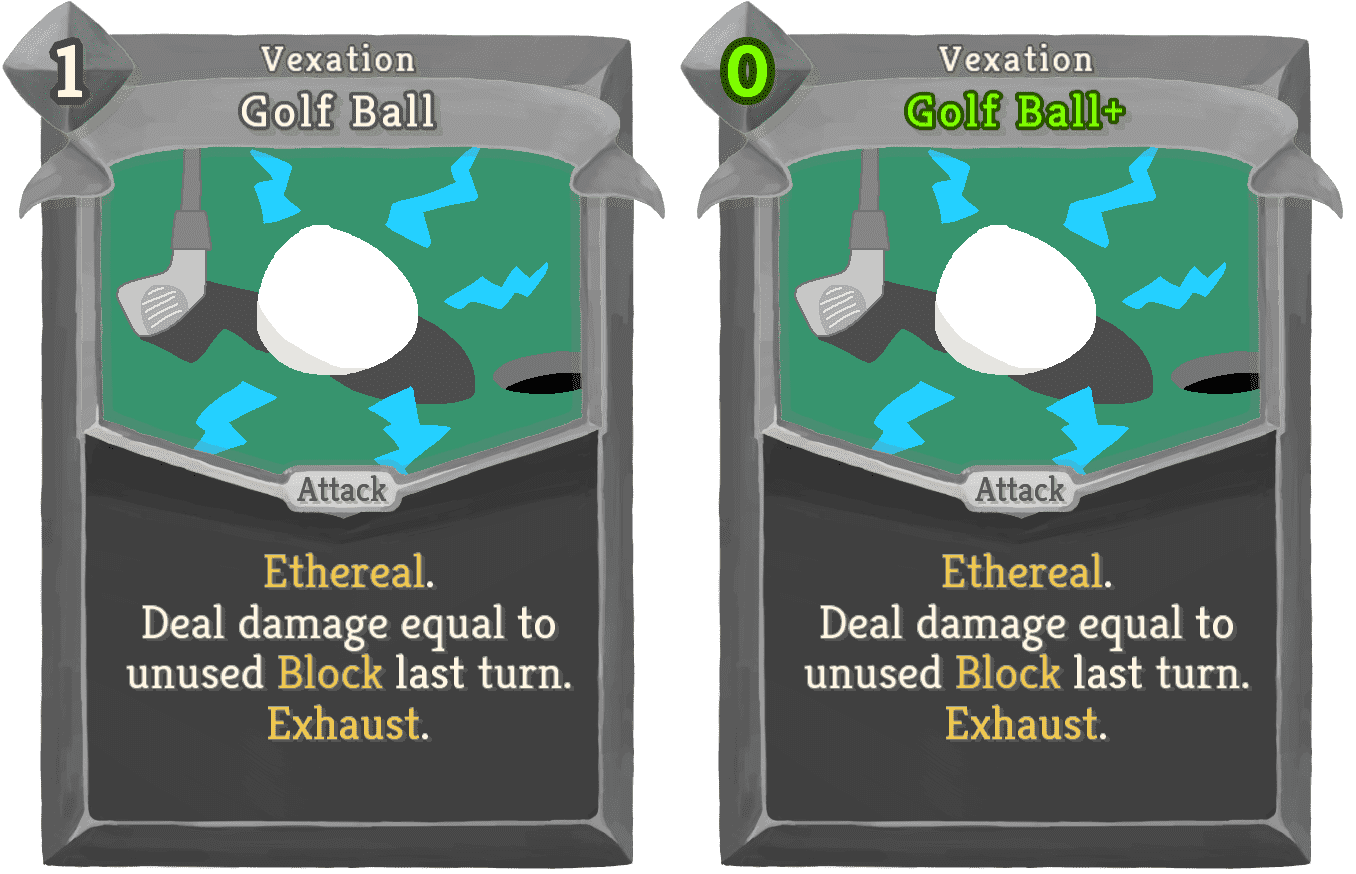 1
Vexation
Golf Ball
Attack
Ethereal.
Deal damage equal to
unused Block last turn.
Exhaust.
0
Vexation
Golf Ball+
Attack
Ethereal.
Deal damage equal to
unused Block last turn.
Exhaust.